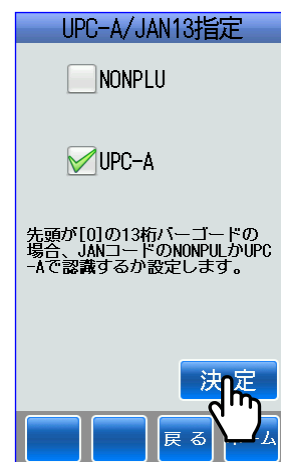 UPC-A/JAN13指定
NONPLU
UPC-A
先頭が[0]の13桁バーゴードの
場合、JANコードのNONPULかUPC
-Aで認識するか設定します。
決定
戻る
ム